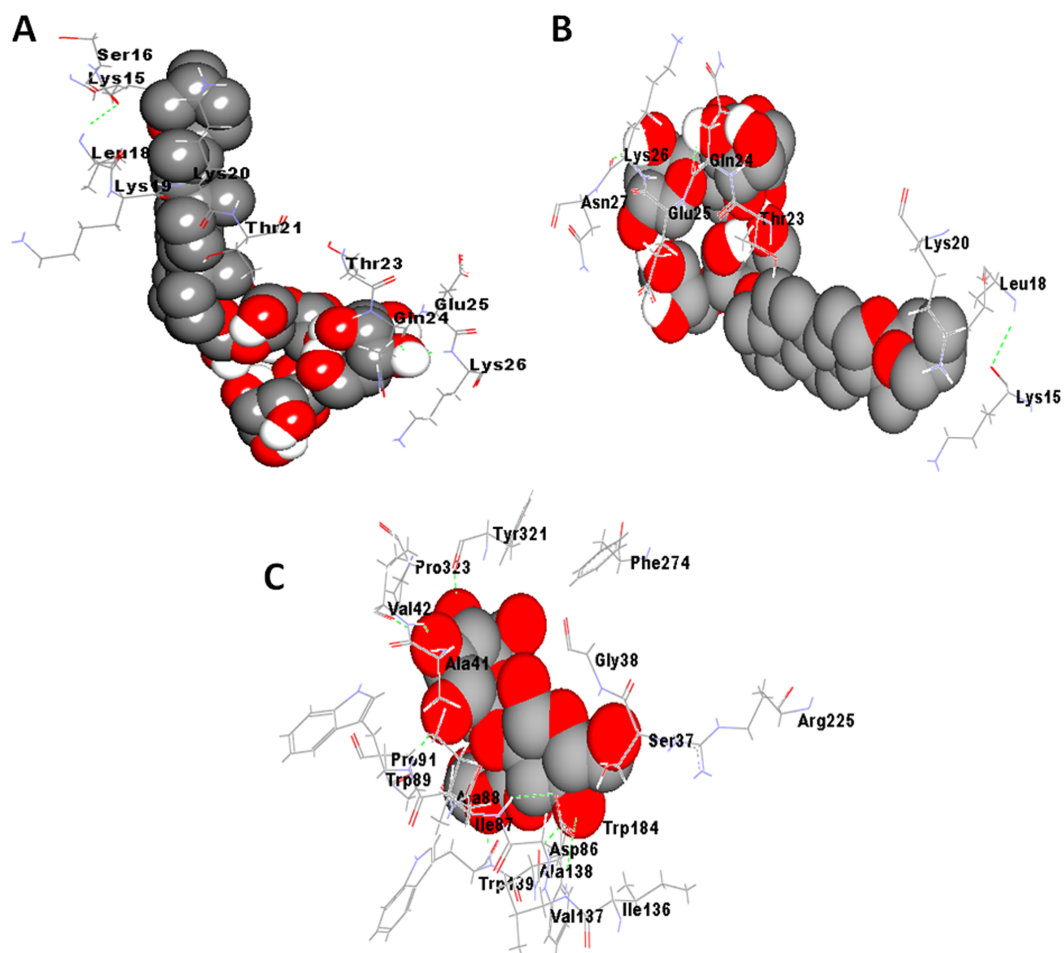 A
Ser16
Lys15
Leu18
Lys19
Lys20
Thr21
Thr23
Glu25
Gln24
Lys26
B
Lys26
Gln24
Asn27
Glu25
Thr23
Lys20
Leu18
Lys15
C
Tyr321
Pro323
Phe274
Val42
Ala41
Gly38
Arg225
Ser37
Pro91
Trp89
Ala88
Ile87
Trp184
Asp86
Ala138
Trp139
Val137
Ile136